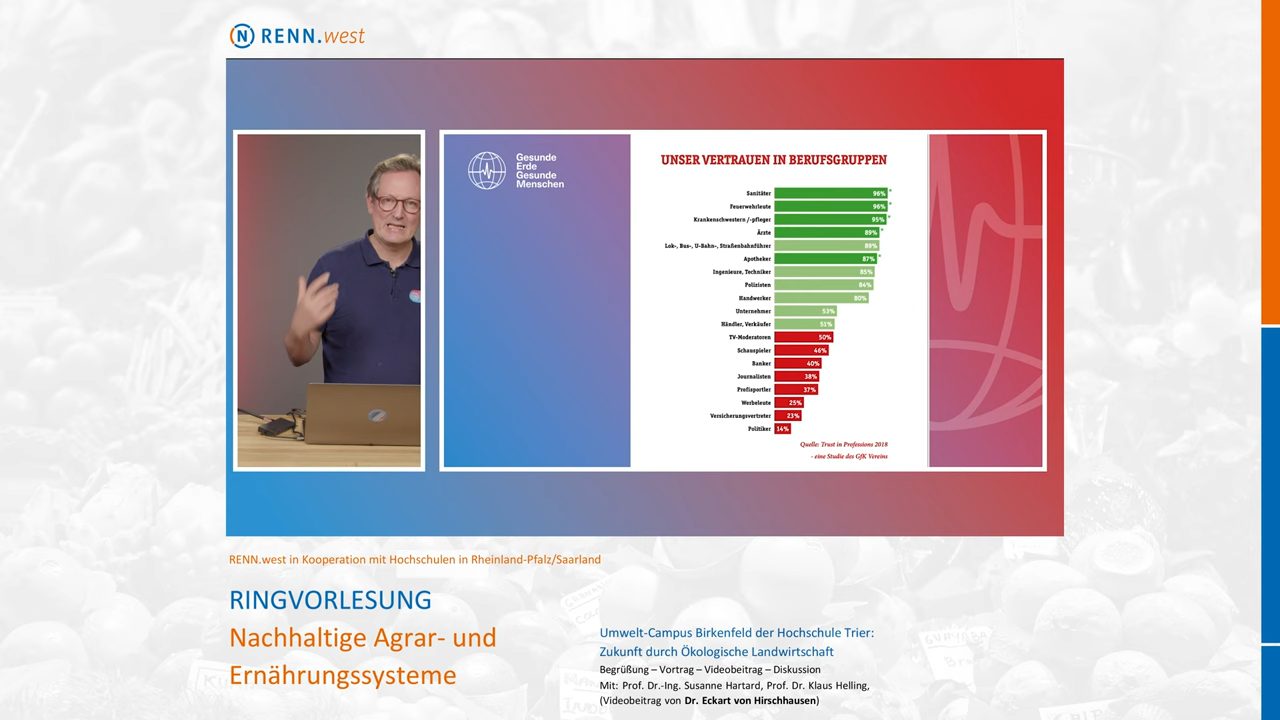 RENN.west
Gesunde
Erde
Gesunde
Menschen
UNSER VERTRAUEN IN BERUFSGRUPPEN
Sanitäter 96% *
Feuerwehrleute 96% *
Krankenschwestern /-pfleger 95% *
Ärzte 89% *
Lok-, Bus-, U-Bahn-, Straßenbahnführer 89%
Apotheker 87% *
Ingenieure, Techniker 85%
Polizisten 84%
Handwerker 80%
Unternehmer 53%
Händler, Verkäufer 51%
TV-Moderatoren 50%
Schauspieler 46%
Banker 40%
Journalisten 38%
Profisportler 37%
Werbeleute 25%
Versicherungsvertreter 23%
Politiker 14%
Quelle: Trust in Professions 2018
- eine Studie des GfK Vereins
RENN.west in Kooperation mit Hochschulen in Rheinland-Pfalz/Saarland
RINGVORLESUNG
Nachhaltige Agrar- und
Ernährungssysteme
Umwelt-Campus Birkenfeld der Hochschule Trier:
Zukunft durch Ökologische Landwirtschaft
Begrüßung – Vortrag – Videobeitrag – Diskussion
Mit: Prof. Dr.-Ing. Susanne Hartard, Prof. Dr. Klaus Helling,
(Videobeitrag von Dr. Eckart von Hirschhausen)